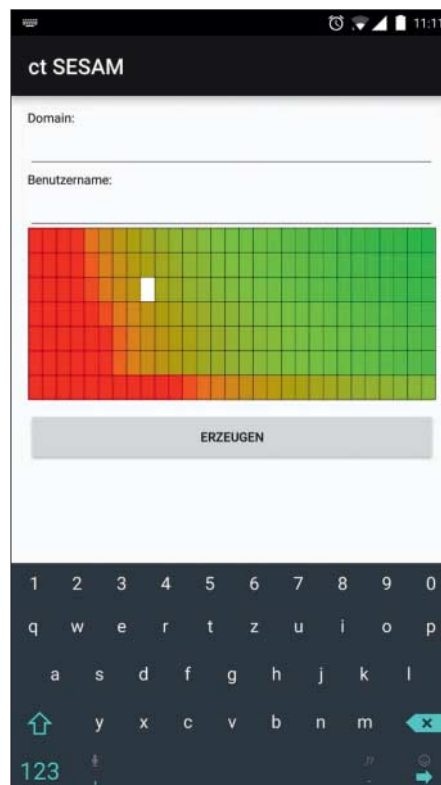 11:11
ct SESAM
Domain:
Benutzername:
ERZEUGEN
1 2 3 4 5 6 7 8 9 0
q w e r t z u i o p
a s d f g h j k l
y x c v b n m
123 , .